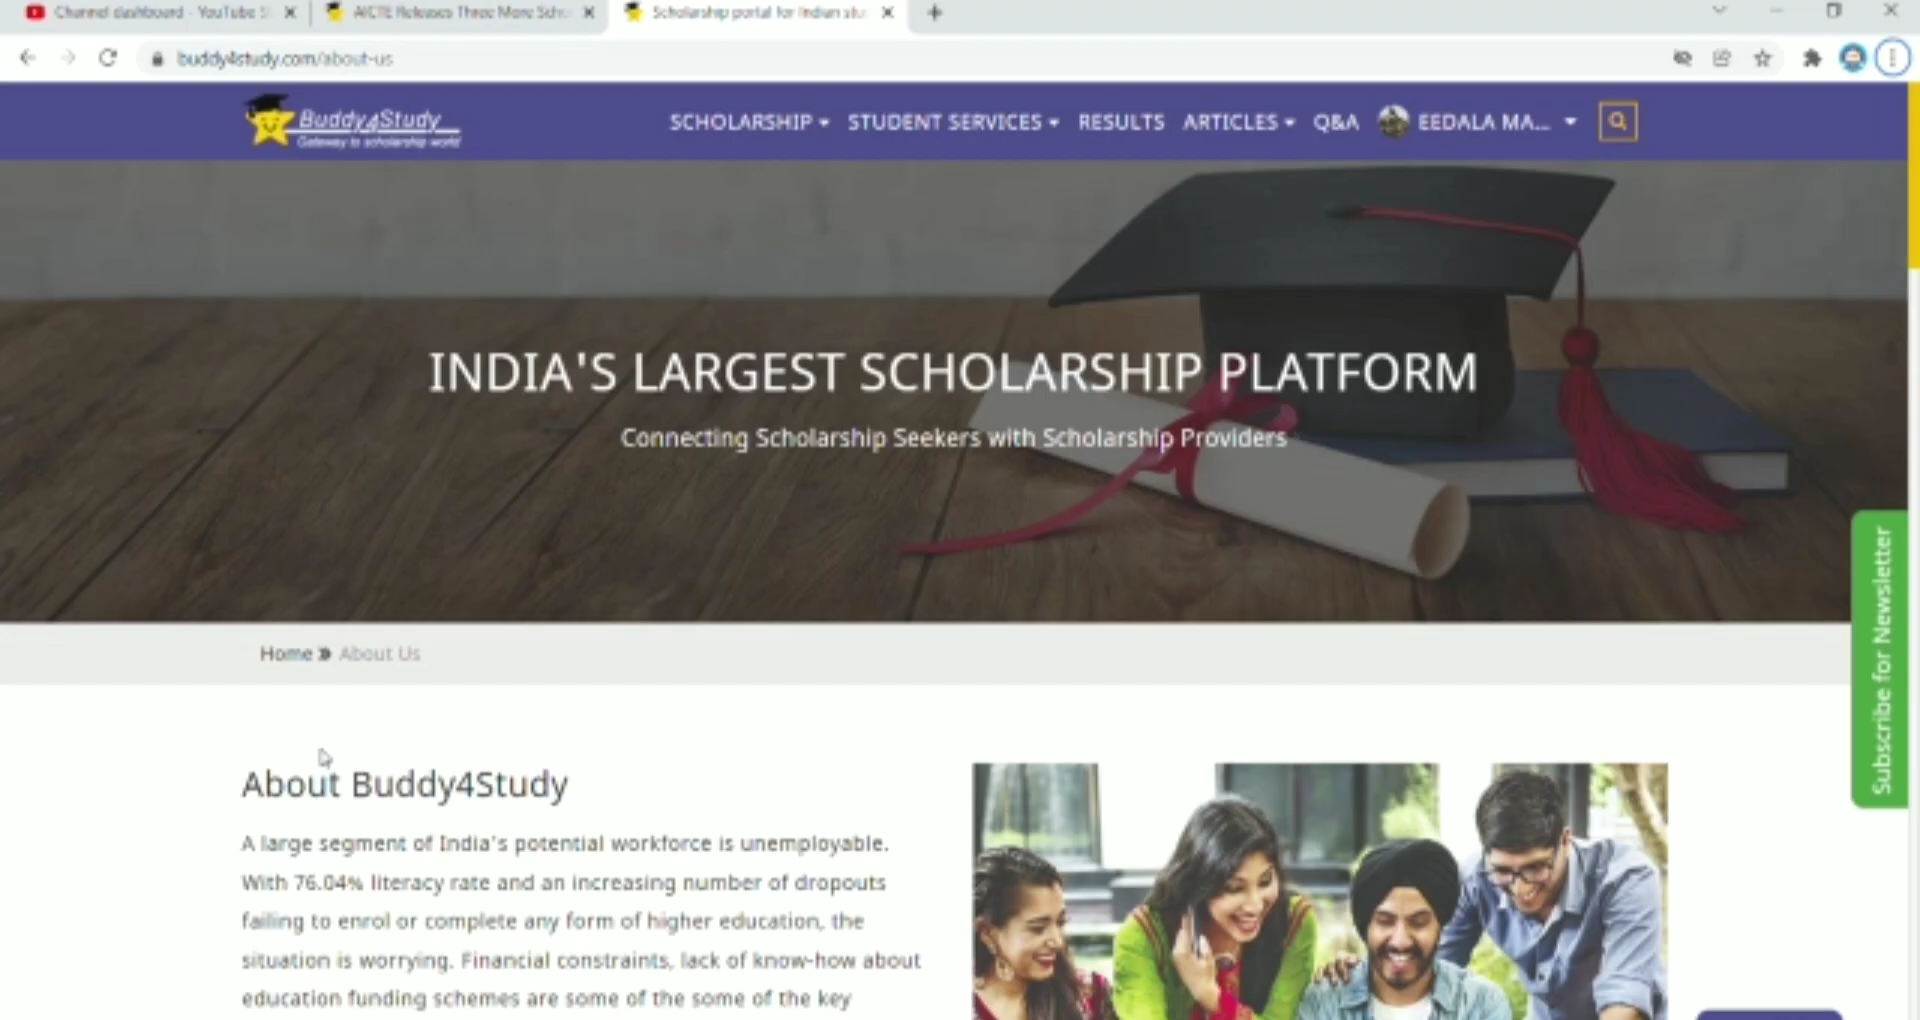 Channel dashboard - YouTube S
AICTE Releases Three More Scho
Scholarship portal for Indian stu
buddy4study.com/about-us
Buddy4Study
Gateway to scholarship world
SCHOLARSHIP
STUDENT SERVICES
RESULTS
ARTICLES
Q&A
EEDALA MA...
INDIA'S LARGEST SCHOLARSHIP PLATFORM
Connecting Scholarship Seekers with Scholarship Providers
Subscribe for Newsletter
Home » About Us
About Buddy4Study
A large segment of India's potential workforce is unemployable.
With 76.04% literacy rate and an increasing number of dropouts
failing to enrol or complete any form of higher education, the
situation is worrying. Financial constraints, lack of know-how about
education funding schemes are some of the some of the key